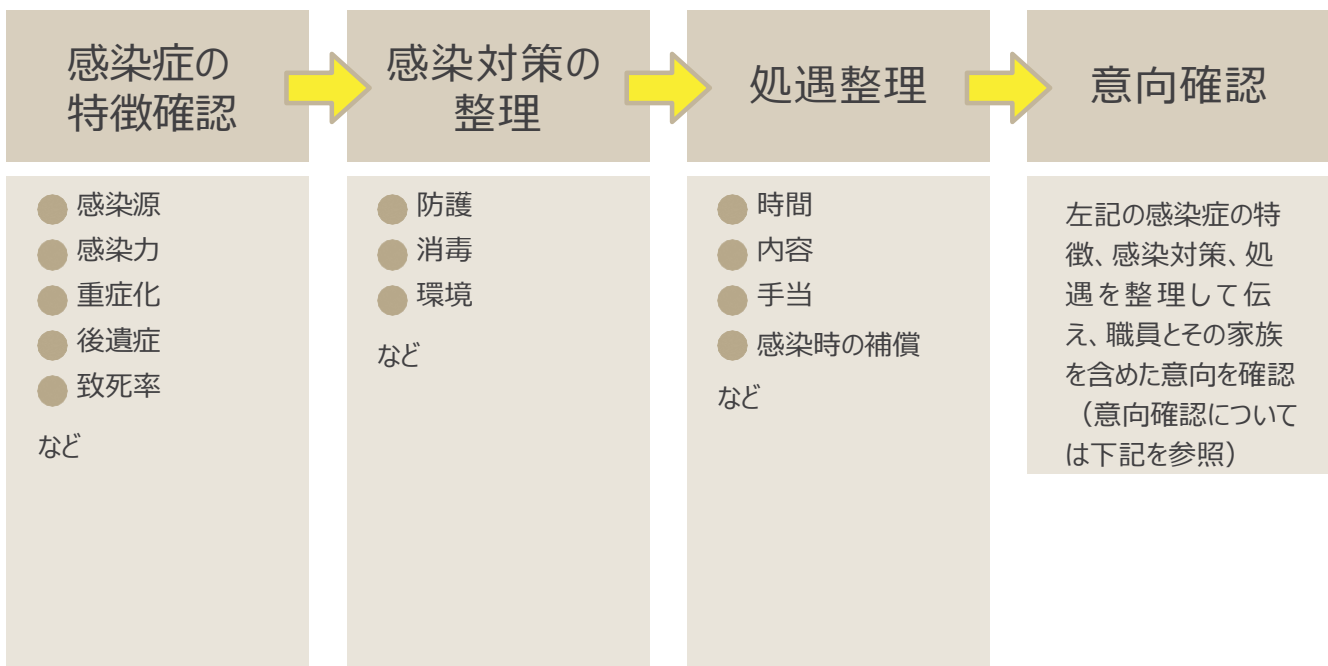 感染症の
特徴確認
感染対策の
整理
処遇整理
意向確認
感染源
感染力
重症化
後遺症
致死率
など
防護
消毒
環境
など
時間
内容
手当
感染時の補償
など
左記の感染症の特
徴、感染対策、処
遇を整理して伝
え、職員とその家族
を含めた意向を確認
(意向確認について
は下記を参照)